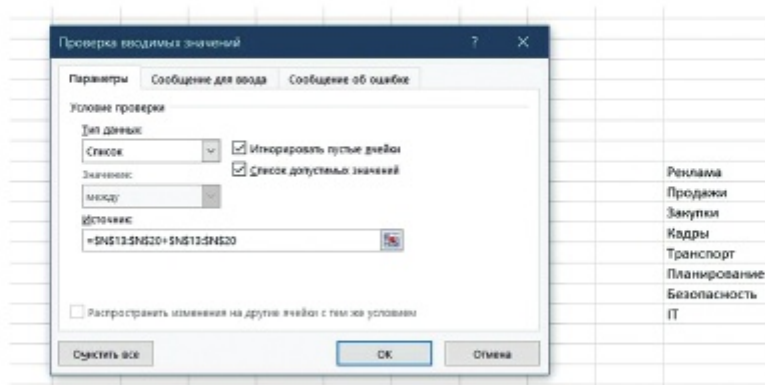 Проверка вводимых значений ? ×
Параметры Сообщение для ввода Сообщение об ошибке
Условие проверки
Тип данных:
Список
Игнорировать пустые ячейки
Список допустимых значений
Значение:
между
Источник:
=$N$13:$N$20+$N$13:$N$20
Распространить изменения на другие ячейки с тем же условием
Очистить все ОК Отмена
Реклама
Продажи
Закупки
Кадры
Транспорт
Планирование
Безопасность
IT